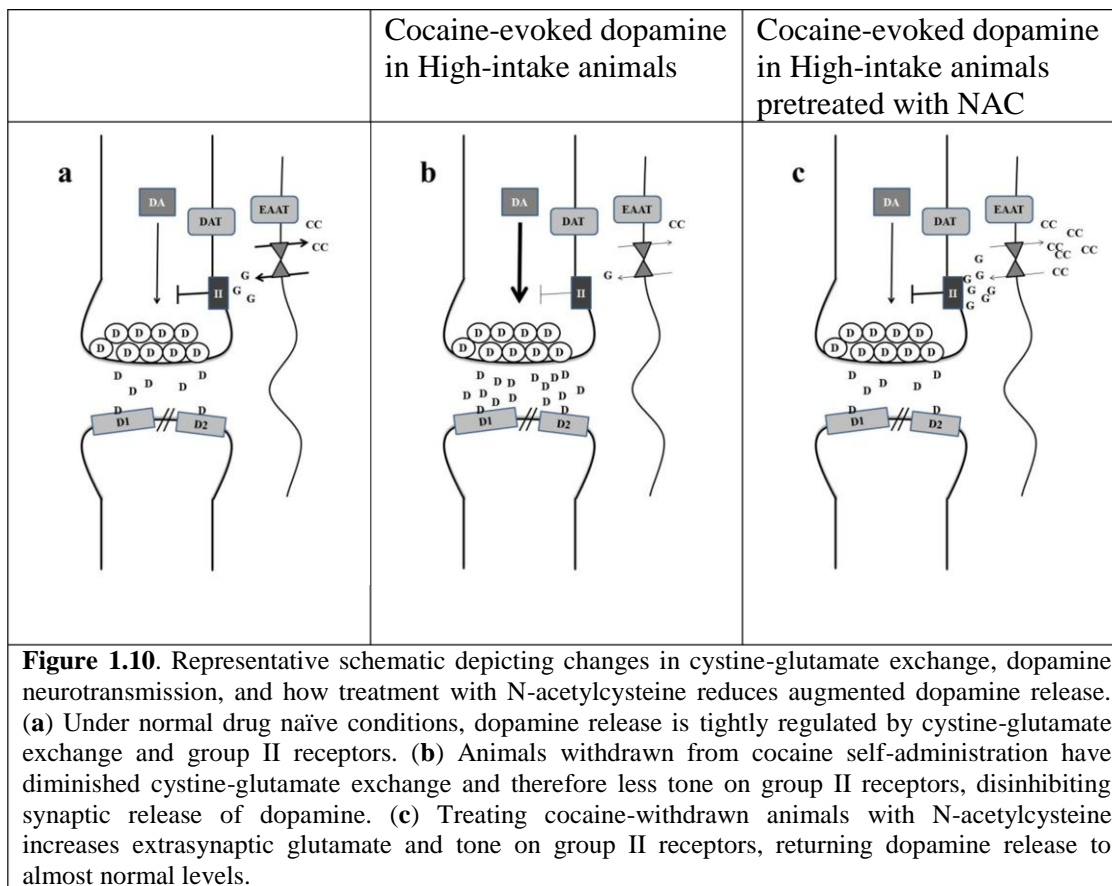 Cocaine-evoked dopamine
in High-intake animals
Cocaine-evoked dopamine
in High-intake animals
pretreated with NAC
a
DA
DAT
EAAT
CC
CC
G
G
G
II
D D D D
D D D D D
D D
D D
D
D D
D1 D2
b
DA
DAT
EAAT
G
II
D D D D
D D D D D
D D D D D
D D D D D
D D D D D
D D D
D1 D2
c
DA
DAT
EAAT
CC
CC
CC
CC
CC
CC
CC
G
G G
G G
G G
G
II
D D D D
D D D D D
D D
D D
D
D D
D1 D2
Figure 1.10. Representative schematic depicting changes in cystine-glutamate exchange, dopamine
neurotransmission, and how treatment with N-acetylcysteine reduces augmented dopamine release.
(a) Under normal drug naïve conditions, dopamine release is tightly regulated by cystine-glutamate
exchange and group II receptors. (b) Animals withdrawn from cocaine self-administration have
diminished cystine-glutamate exchange and therefore less tone on group II receptors, disinhibiting
synaptic release of dopamine. (c) Treating cocaine-withdrawn animals with N-acetylcysteine
increases extrasynaptic glutamate and tone on group II receptors, returning dopamine release to
almost normal levels.